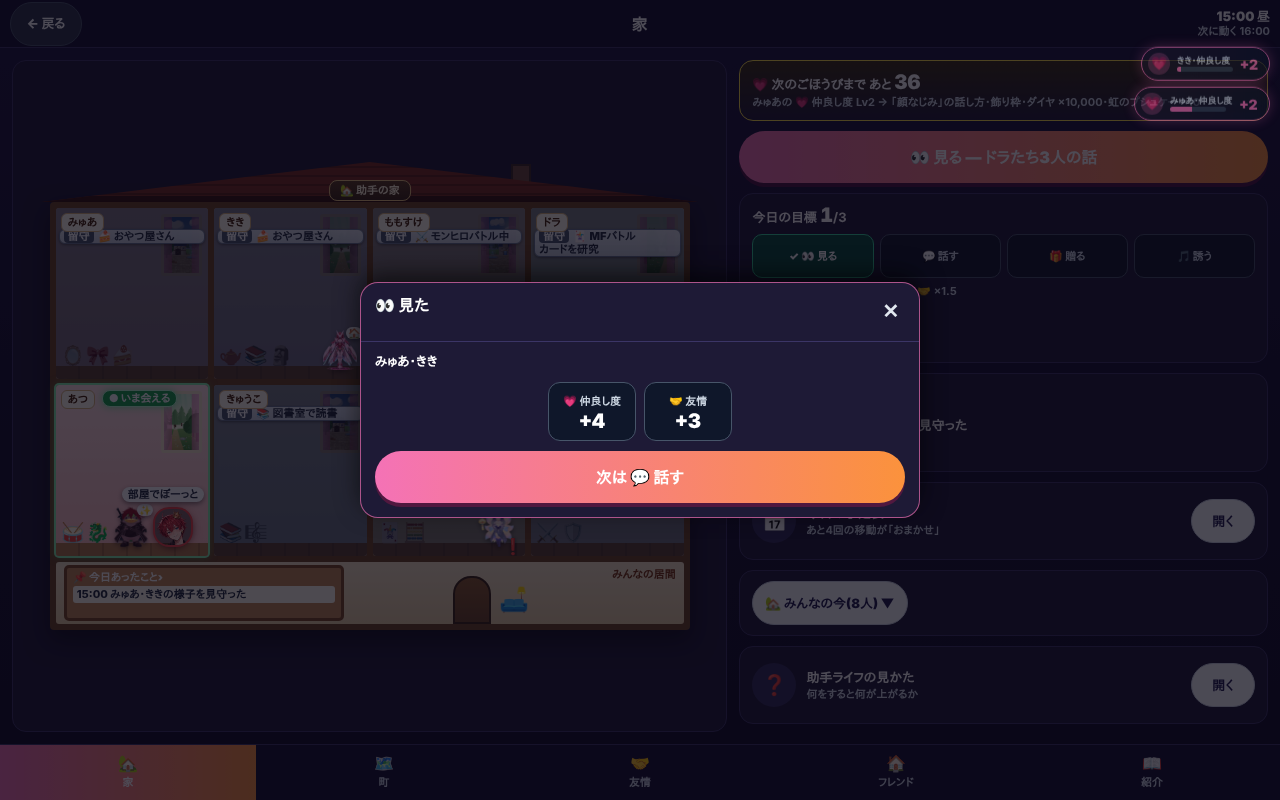 ← 戻る
家
15:00 昼
次に動く 16:00
きき・仲良し度 +2
みゅあ・仲良し度 +2
次のごほうびまで あと 36
みゅあの 仲良し度 Lv2 → 「顔なじみ」の話し方・飾り枠・ダイヤ ×10,000・虹の
見る — ドラたち3人の話
今日の目標 1/3
✓ 見る
話す
贈る
誘う
×1.5
助手の家
みゅあ
留守 おやつ屋さん
きき
留守 おやつ屋さん
ももすけ
留守 モンヒロバトル中
ドラ
留守 MFバトル
カードを研究
見た
✕
みゅあ・きき
仲良し度
+4
友情
+3
次は 話す
あつ
いま会える
部屋でぼーっと
きゅうこ
留守 図書室で読書
見守った
17
あと4回の移動が「おまかせ」
開く
今日あったこと›
15:00 みゅあ・ききの様子を見守った
みんなの居間
みんなの今(8人) ▼
助手ライフの見かた
何をすると何が上がるか
開く
家
町
友情
フレンド
紹介